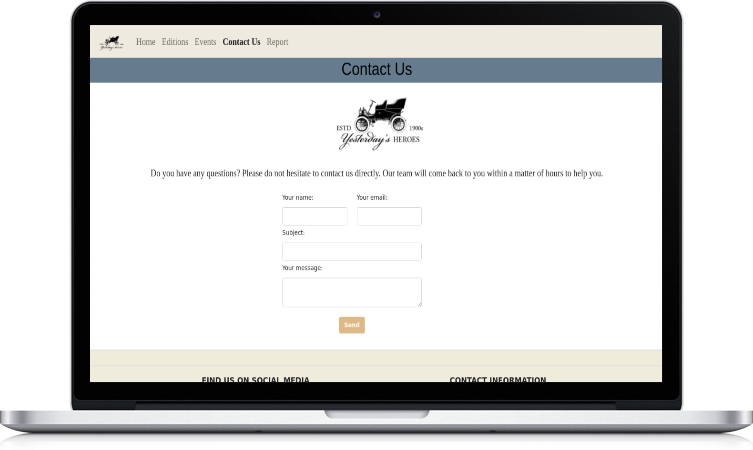 Home Editions Events Contact Us Report
Contact Us
ESTD 1900s
Yesterday's HEROES
Do you have any questions? Please do not hesitate to contact us directly. Our team will come back to you within a matter of hours to help you.
Your name: Your email:
Subject:
Your message:
Send
FIND US ON SOCIAL MEDIA CONTACT INFORMATION